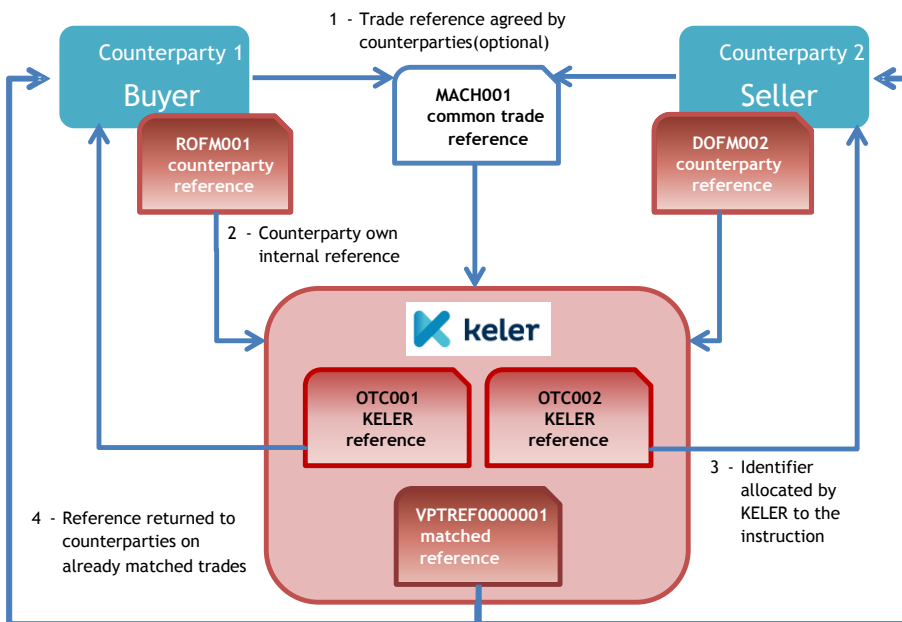 1 - Trade reference agreed by
counterparties(optional)
Counterparty 1
Buyer
Counterparty 2
Seller
MACH001
common trade
reference
ROFM001
counterparty
reference
DOFM002
counterparty
reference
2 - Counterparty own
internal reference
keler
OTC001
KELER
reference
OTC002
KELER
reference
3 - Identifier
allocated by
KELER to the
instruction
4 - Reference returned to
counterparties on
already matched trades
VPTREF0000001
matched
reference